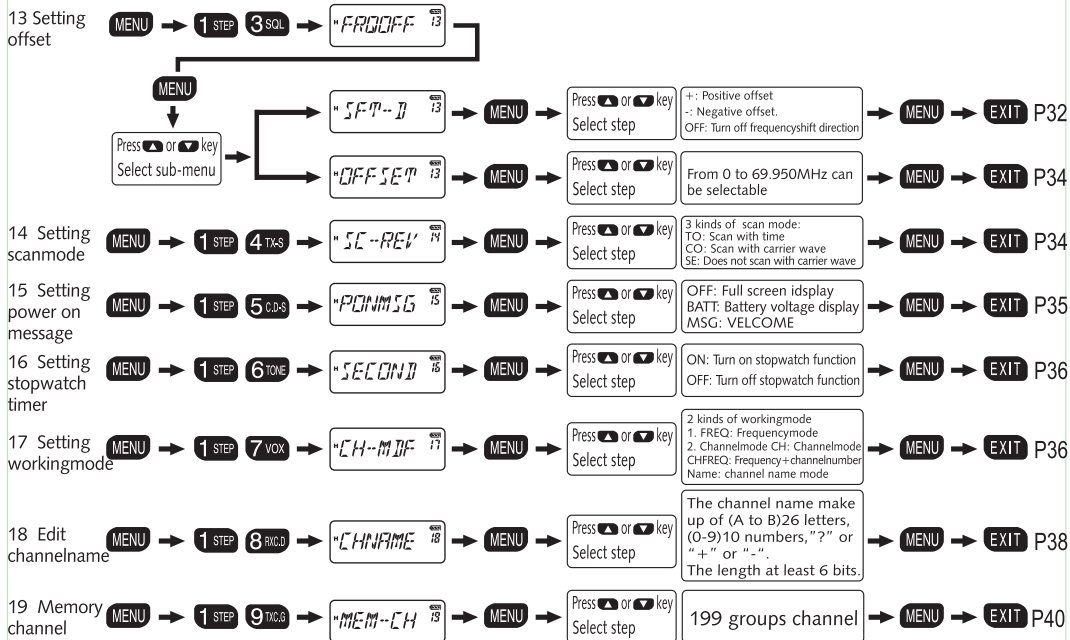 13 Setting offset MENU 1 STEP 3 SQL FRQOFF 13
MENU
Press ▲ or ▼ key
Select sub-menu
SFT-D 13 MENU Press ▲ or ▼ key
Select step
+: Positive offset
-: Negative offset.
OFF: Turn off frequencyshift direction
MENU EXIT P32
OFFSET 13 MENU Press ▲ or ▼ key
Select step
From 0 to 69.950MHz can
be selectable
MENU EXIT P34
14 Setting
scanmode
MENU 1 STEP 4 TX-S SC-REV 14 MENU
Press ▲ or ▼ key
Select step
3 kinds of scan mode:
TO: Scan with time
CO: Scan with carrier wave
SE: Does not scan with carrier wave
MENU EXIT P34
15 Setting
power on
message
MENU 1 STEP 5 C.D-S PONMSG 15 MENU
Press ▲ or ▼ key
Select step
OFF: Full screen idsplay
BATT: Battery voltage display
MSG: VELCOME
MENU EXIT P35
16 Setting
stopwatch
timer
MENU 1 STEP 6 TONE SECOND 16 MENU
Press ▲ or ▼ key
Select step
ON: Turn on stopwatch function
OFF: Turn off stopwatch function
MENU EXIT P36
17 Setting
workingmode
MENU 1 STEP 7 VOX CH-MDF 17 MENU
Press ▲ or ▼ key
Select step
2 kinds of workingmode
1. FREQ: Frequencymode
2. Channelmode CH: Channelmode
CHFREQ: Frequency+channelnumber
Name: channel name mode
MENU EXIT P36
18 Edit
channelname
MENU 1 STEP 8 RXC.D CHNAME 18 MENU
Press ▲ or ▼ key
Select step
The channel name make
up of (A to B)26 letters,
(0-9)10 numbers,"?" or
"+" or "-".
The length at least 6 bits.
MENU EXIT P38
19 Memory
channel
MENU 1 STEP 9 TXC.G MEM-CH 19 MENU
Press ▲ or ▼ key
Select step
199 groups channel
MENU EXIT P40